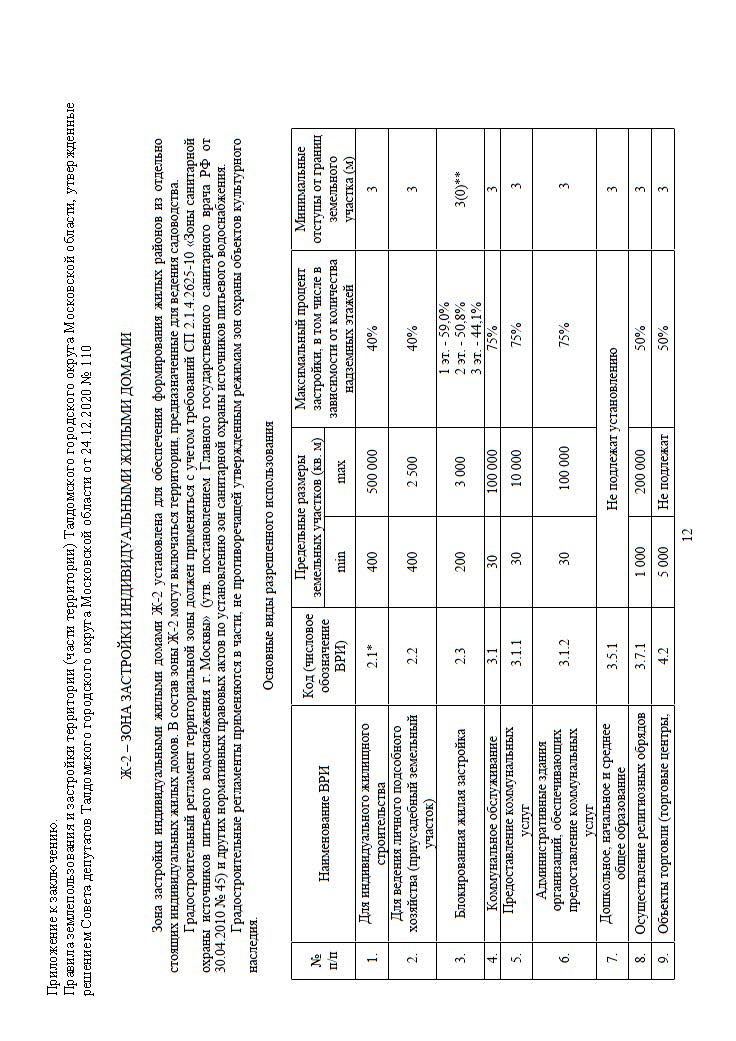 Приложение к заключению.
Правила землепользования и застройки территории (части территории) Талдомского городского округа Московской области, утвержденные
решением Совета депутатов Талдомского городского округа Московской области от 24.12.2020 № 110
Ж-2 – ЗОНА ЗАСТРОЙКИ ИНДИВИДУАЛЬНЫМИ ЖИЛЫМИ ДОМАМИ
Зона застройки индивидуальными жилыми домами Ж-2 установлена для обеспечения формирования жилых районов из отдельно
стоящих индивидуальных жилых домов. В состав зоны Ж-2 могут включаться территории, предназначенные для ведения садоводства.
Градостроительный регламент территориальной зоны должен применяться с учетом требований СП 2.1.4.2625-10 «Зоны санитарной
охраны источников питьевого водоснабжения г. Москвы» (утв. постановлением Главного государственного санитарного врача РФ от
30.04.2010 № 45) и других нормативных правовых актов по установлению зон санитарной охраны источников питьевого водоснабжения.
Градостроительные регламенты применяются в части, не противоречащей утвержденным режимам зон охраны объектов культурного
наследия.
Основные виды разрешенного использования
№ п/п | Наименование ВРИ | Код (числовое обозначение ВРИ) | Предельные размеры земельных участков (кв. м) | Максимальный процент застройки, в том числе в зависимости от количества надземных этажей | Минимальные отступы от границ земельного участка (м)
min | max
1. | Для индивидуального жилищного строительства | 2.1* | 400 | 500 000 | 40% | 3
2. | Для ведения личного подсобного хозяйства (приусадебный земельный участок) | 2.2 | 400 | 2 500 | 40% | 3
3. | Блокированная жилая застройка | 2.3 | 200 | 3 000 | 1 эт. - 59,0% 2 эт. - 50,8% 3 эт. - 44,1% | 3(0)**
4. | Коммунальное обслуживание | 3.1 | 30 | 100 000 | 75% | 3
5. | Предоставление коммунальных услуг | 3.1.1 | 30 | 10 000 | 75% | 3
6. | Административные здания организаций, обеспечивающих предоставление коммунальных услуг | 3.1.2 | 30 | 100 000 | 75% | 3
7. | Дошкольное, начальное и среднее общее образование | 3.5.1 | Не подлежат установлению | 3
8. | Осуществление религиозных обрядов | 3.7.1 | 1 000 | 200 000 | 50% | 3
9. | Объекты торговли (торговые центры, | 4.2 | 5 000 | Не подлежат | 50% | 3
12